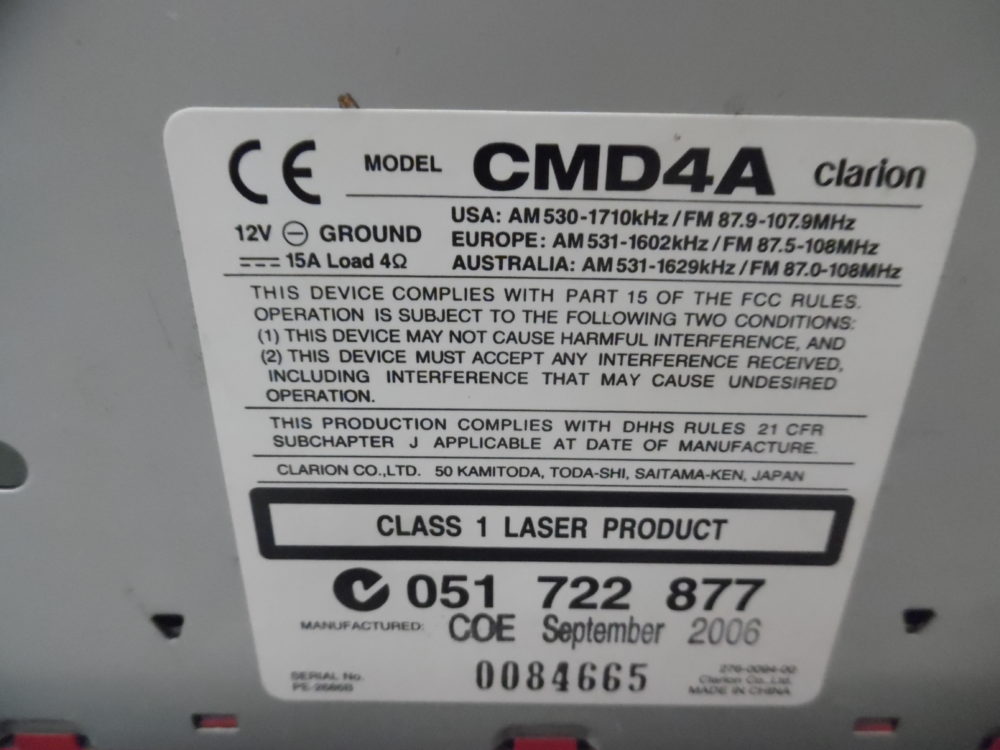 CE MODEL CMD4A clarion
12V ⊖ GROUND
15A Load 4Ω
USA: AM 530-1710kHz / FM 87.9-107.9MHz
EUROPE: AM 531-1602kHz / FM 87.5-108MHz
AUSTRALIA: AM 531-1629kHz / FM 87.0-108MHz
THIS DEVICE COMPLIES WITH PART 15 OF THE FCC RULES.
OPERATION IS SUBJECT TO THE FOLLOWING TWO CONDITIONS:
(1) THIS DEVICE MAY NOT CAUSE HARMFUL INTERFERENCE, AND
(2) THIS DEVICE MUST ACCEPT ANY INTERFERENCE RECEIVED,
INCLUDING INTERFERENCE THAT MAY CAUSE UNDESIRED
OPERATION.
THIS PRODUCTION COMPLIES WITH DHHS RULES 21 CFR
SUBCHAPTER J APPLICABLE AT DATE OF MANUFACTURE.
CLARION CO.,LTD. 50 KAMITODA, TODA-SHI, SAITAMA-KEN, JAPAN
CLASS 1 LASER PRODUCT
051 722 877
MANUFACTURED: COE September 2006
SERIAL No.
0084665
Clarion Co., Ltd.
MADE IN CHINA